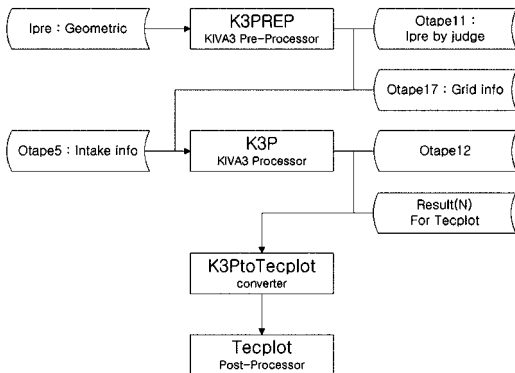 Ipre : Geometric
K3PREP
KIVA3 Pre-Processor
Otape11 :
Ipre by judge
Otape17 : Grid info
Otape5 : Intake info
K3P
KIVA3 Processor
Otape12
Result(N)
For Tecplot
K3PtoTecplot
converter
Tecplot
Post-Processor